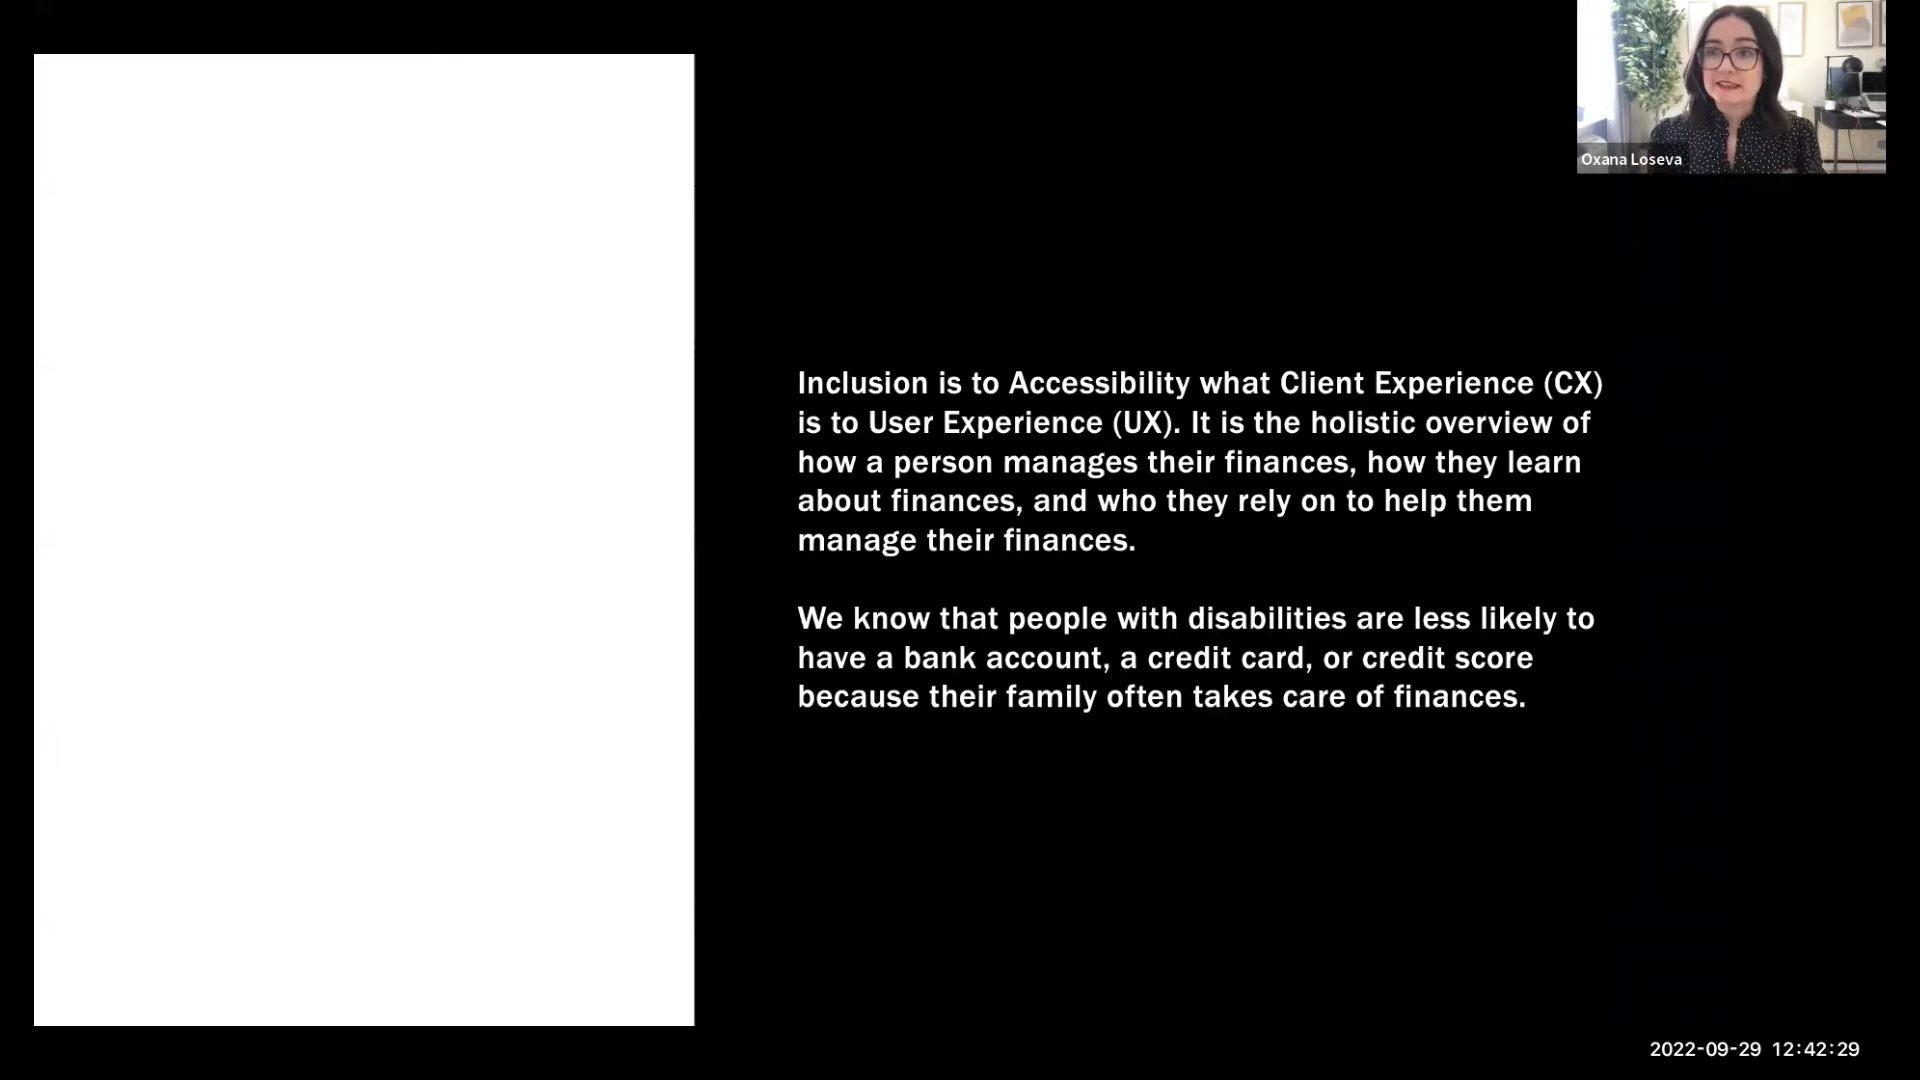 Oxana Loseva
Inclusion is to Accessibility what Client Experience (CX)
is to User Experience (UX). It is the holistic overview of
how a person manages their finances, how they learn
about finances, and who they rely on to help them
manage their finances.
We know that people with disabilities are less likely to
have a bank account, a credit card, or credit score
because their family often takes care of finances.
2022-09-29 12:42:29